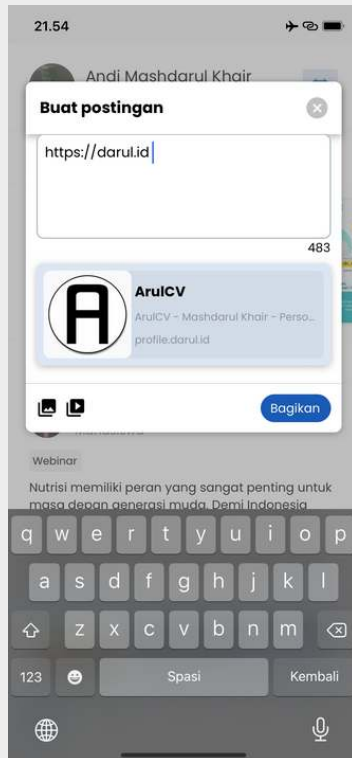 21.54
Andi Mashdarul Khair
Buat postingan
https://darul.id
483
A
ArulCV
ArulCV - Mashdarul Khair - Perso...
profile.darul.id
Bagikan
Webinar
Nutrisi memiliki peran yang sangat penting untuk
masa depan generasi muda. Demi Indonesia
q w e r t y u i o p
a s d f g h j k l
z x c v b n m
123 Spasi Kembali